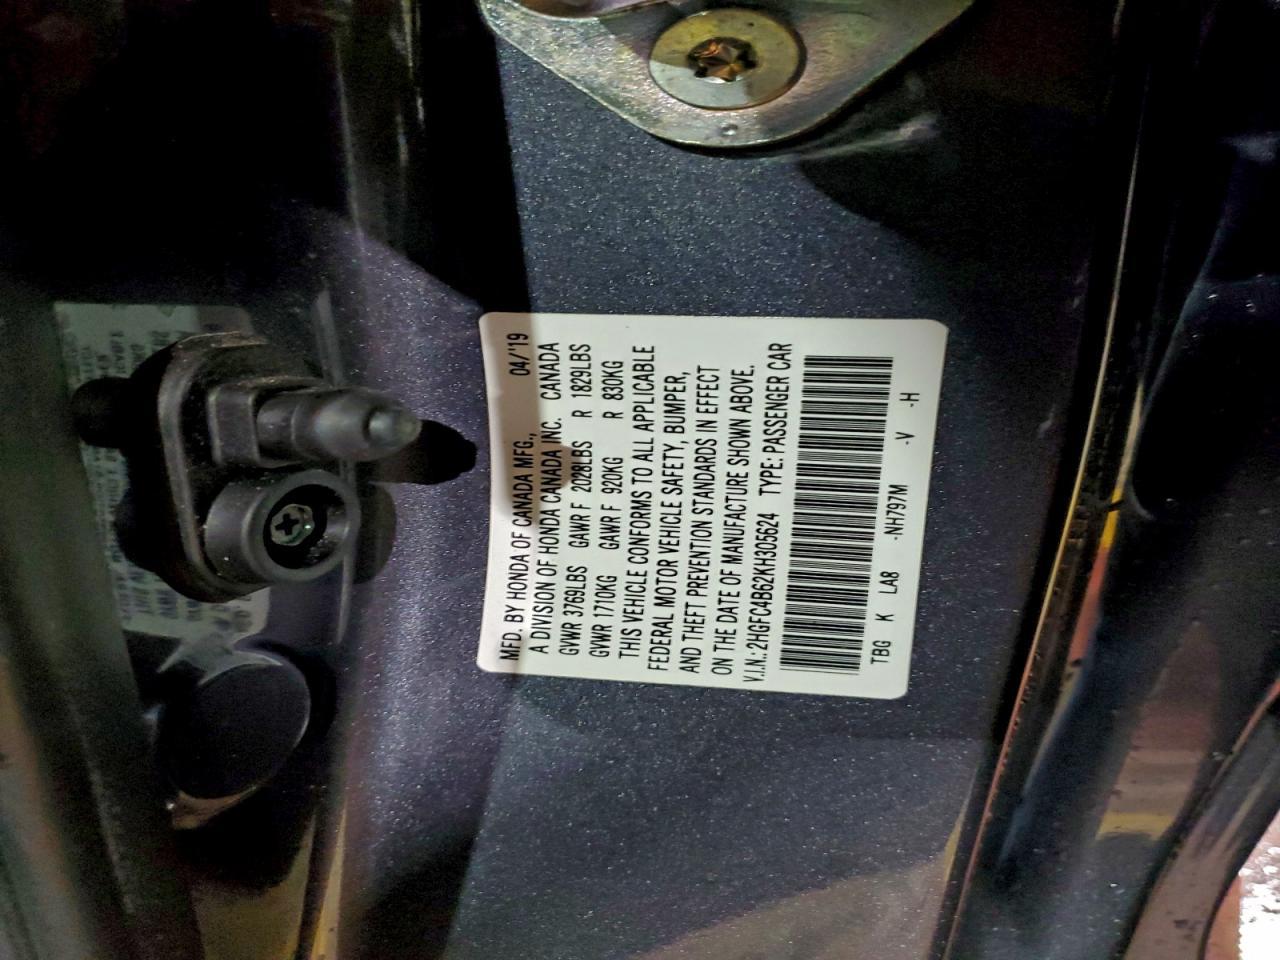 MFD. BY HONDA OF CANADA MFG., 04/'19
A DIVISION OF HONDA CANADA INC. CANADA
GVWR 3769LBS GAWR F 2028LBS R 1829LBS
GVWR 1710KG GAWR F 920KG R 830KG
THIS VEHICLE CONFORMS TO ALL APPLICABLE
FEDERAL MOTOR VEHICLE SAFETY, BUMPER,
AND THEFT PREVENTION STANDARDS IN EFFECT
ON THE DATE OF MANUFACTURE SHOWN ABOVE.
V.I.N.: 2HGFC4B62KH305624 TYPE: PASSENGER CAR
TBG K LA8 -NH797M -V -H